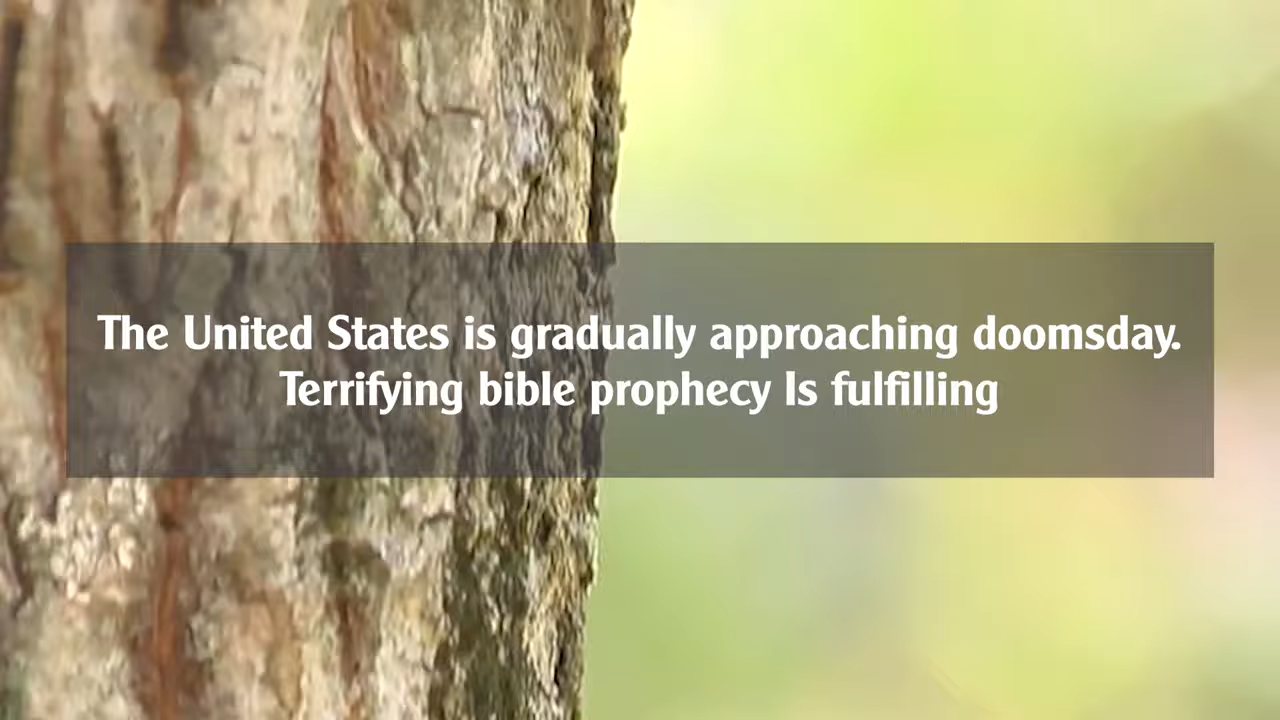 The United States is gradually approaching doomsday.
Terrifying bible prophecy Is fulfilling